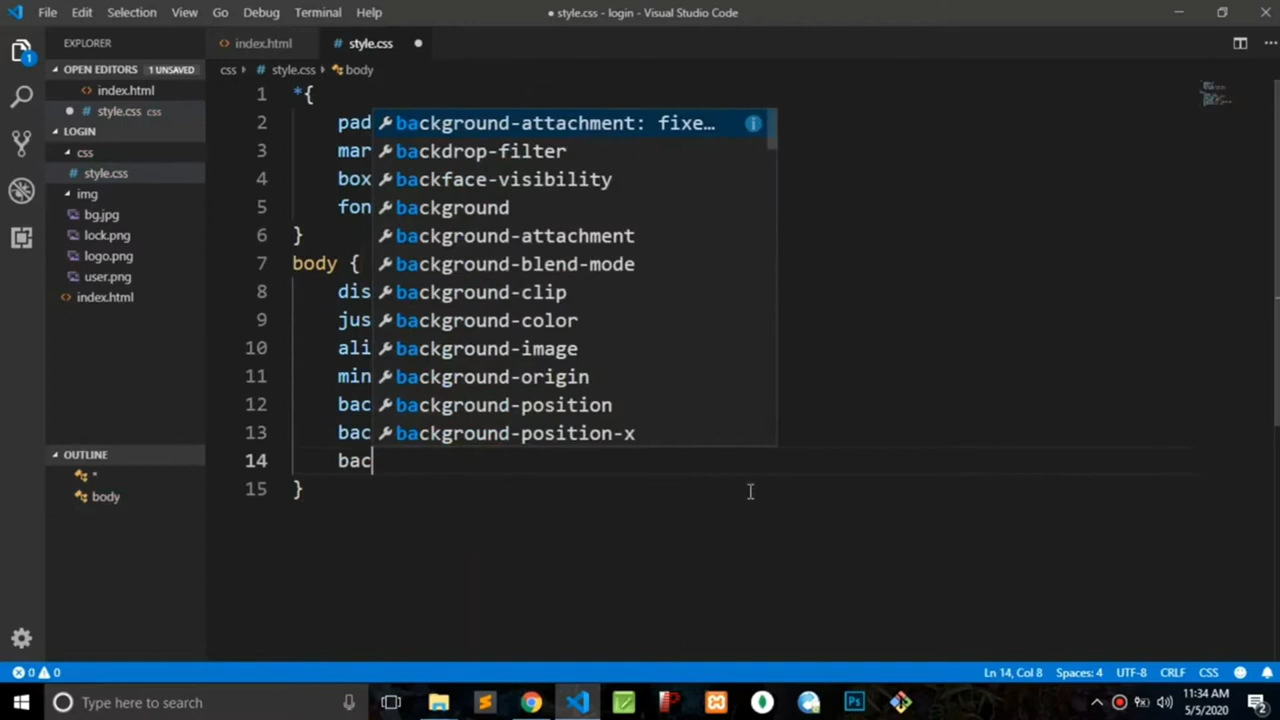 File Edit Selection View Go Debug Terminal Help
● style.css - login - Visual Studio Code
EXPLORER
index.html
# style.css ●
OPEN EDITORS 1 UNSAVED
css > # style.css > body
index.html
● style.css css
LOGIN
css
# style.css
img
bg.jpg
lock.png
logo.png
user.png
<> index.html
OUTLINE
*
body
1 *{
2 pad
3 mar
4 box
5 fon
6 }
7 body {
8 dis
9 jus
10 ali
11 min
12 bac
13 bac
14 bac
15 }
background-attachment: fixe…
backdrop-filter
backface-visibility
background
background-attachment
background-blend-mode
background-clip
background-color
background-image
background-origin
background-position
background-position-x
0 0
Ln 14, Col 8 Spaces: 4 UTF-8 CRLF CSS
Type here to search
Ps
11:34 AM
5/5/2020
2